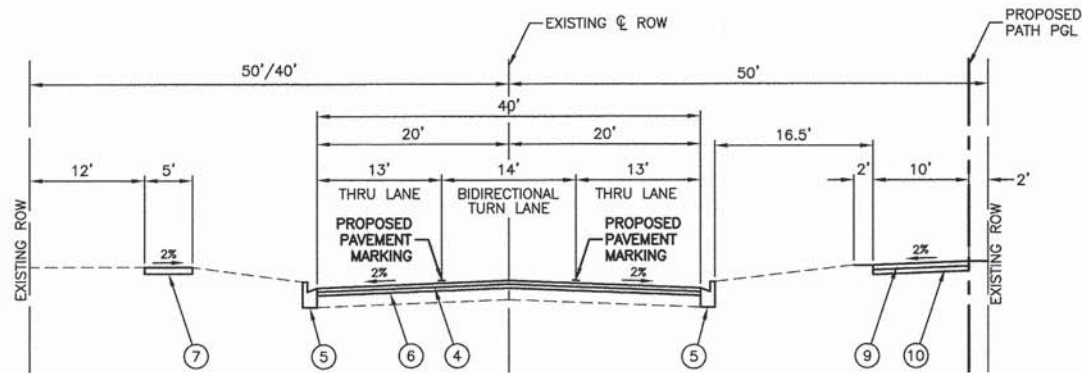 EXISTING ℄ ROW
PROPOSED
PATH PGL
50'/40'
50'
40'
20'
20'
16.5'
12'
5'
13'
14'
13'
2'
10'
2'
THRU LANE
BIDIRECTIONAL
TURN LANE
THRU LANE
PROPOSED
PAVEMENT
MARKING
PROPOSED
PAVEMENT
MARKING
EXISTING ROW
2%
2%
2%
2%
EXISTING ROW
7
5
6
4
5
9
10